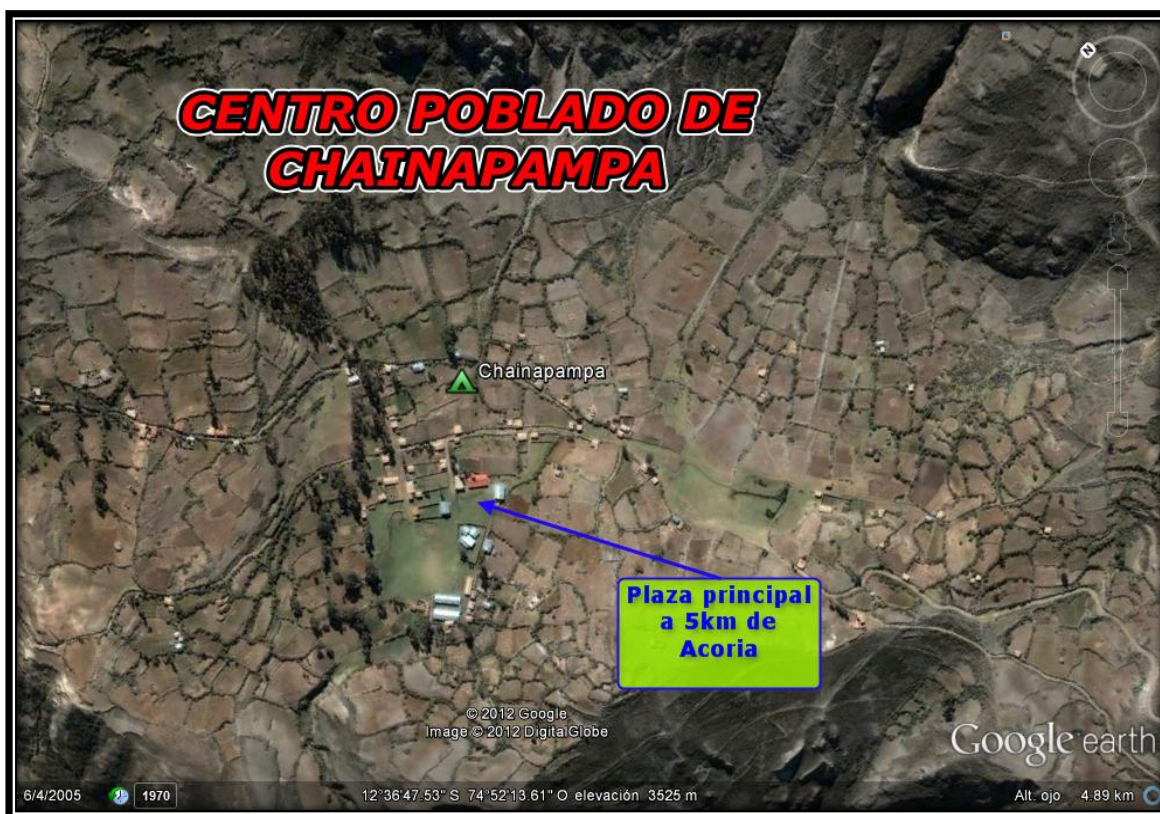 CENTRO POBLADO DE
CHAINAPAMPA
Chainapampa
Plaza principal
a 5km de
Acoria
© 2012 Google
Image © 2012 DigitalGlobe
Google earth
6/4/2005 1970 12°36'47.53" S 74°52'13.61" O elevación 3525 m Alt. ojo 4.89 km
N